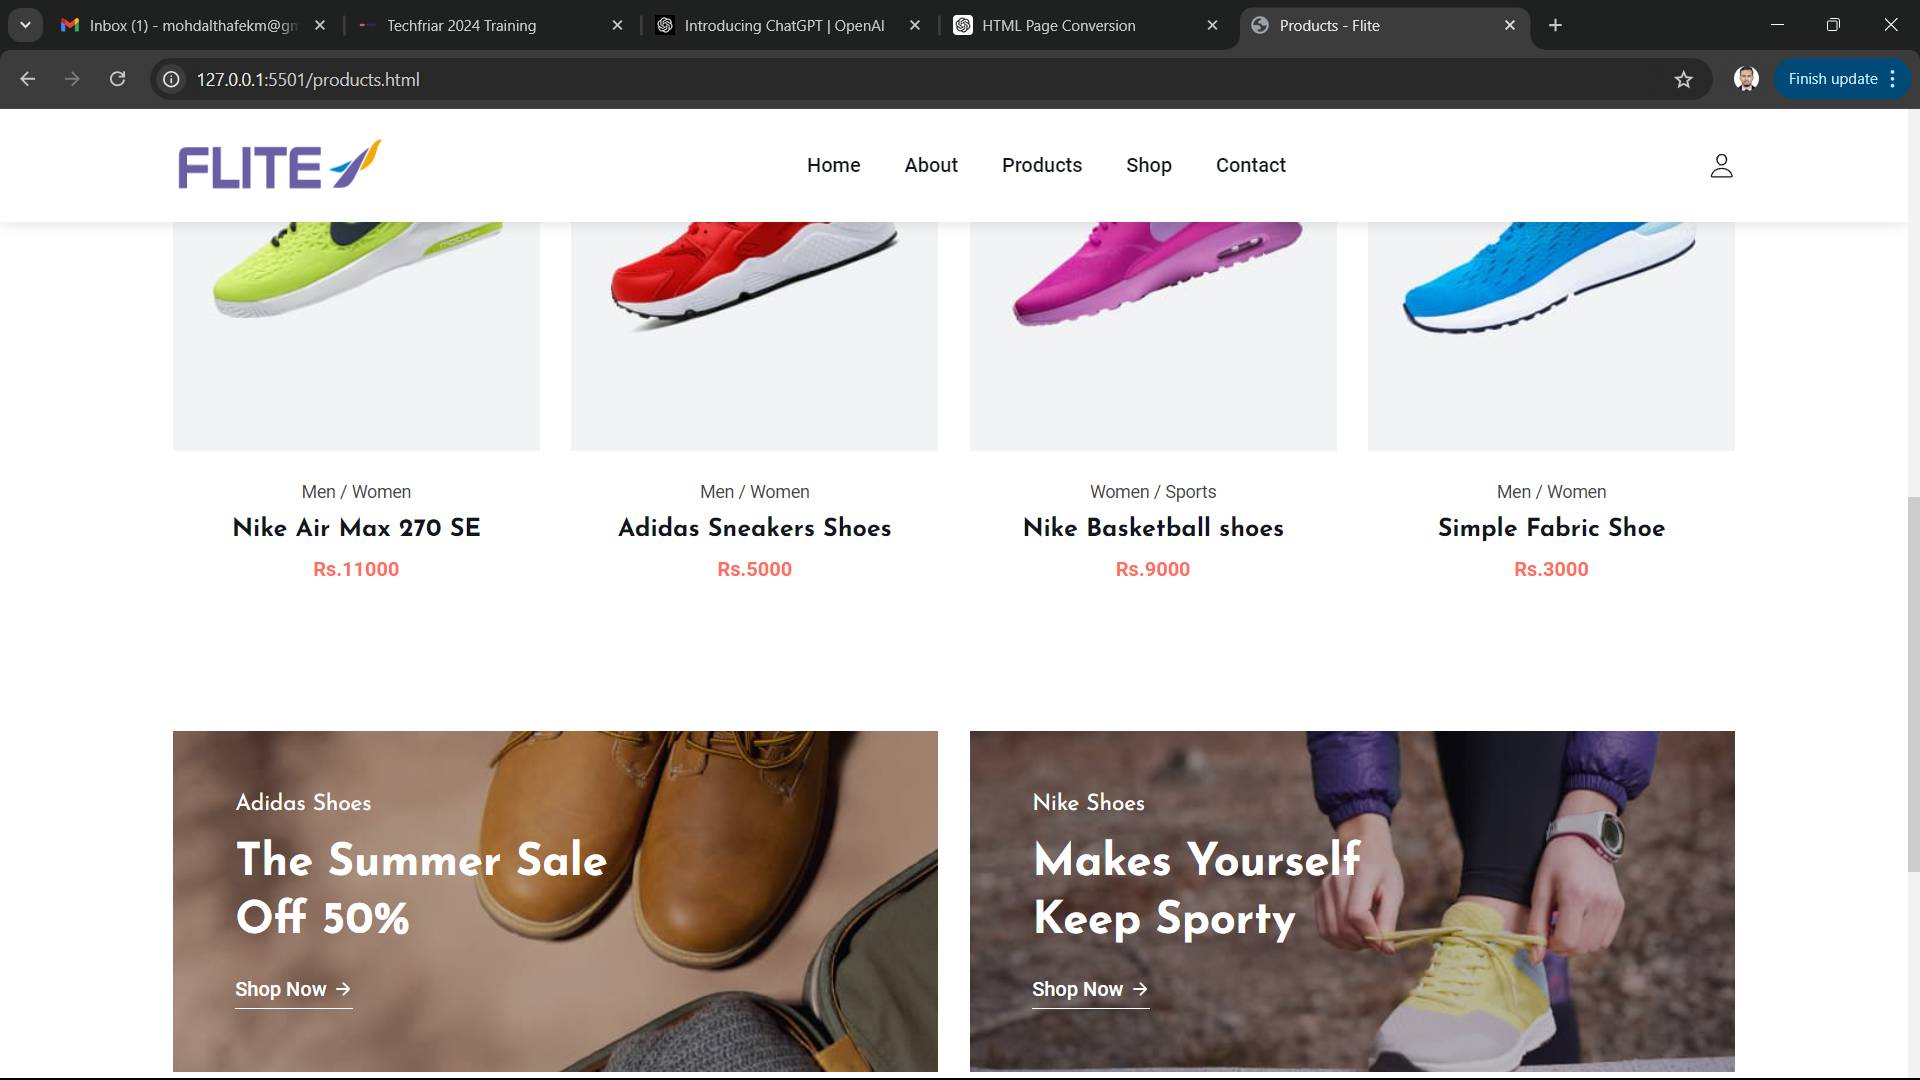 Inbox (1) - mohdalthafekm@gm
Techfriar 2024 Training
Introducing ChatGPT | OpenAI
HTML Page Conversion
Products - Flite
127.0.0.1:5501/products.html
Finish update
FLITE
Home
About
Products
Shop
Contact
Men / Women
Nike Air Max 270 SE
Rs.11000
Men / Women
Adidas Sneakers Shoes
Rs.5000
Women / Sports
Nike Basketball shoes
Rs.9000
Men / Women
Simple Fabric Shoe
Rs.3000
Adidas Shoes
The Summer Sale
Off 50%
Shop Now →
Nike Shoes
Makes Yourself
Keep Sporty
Shop Now →